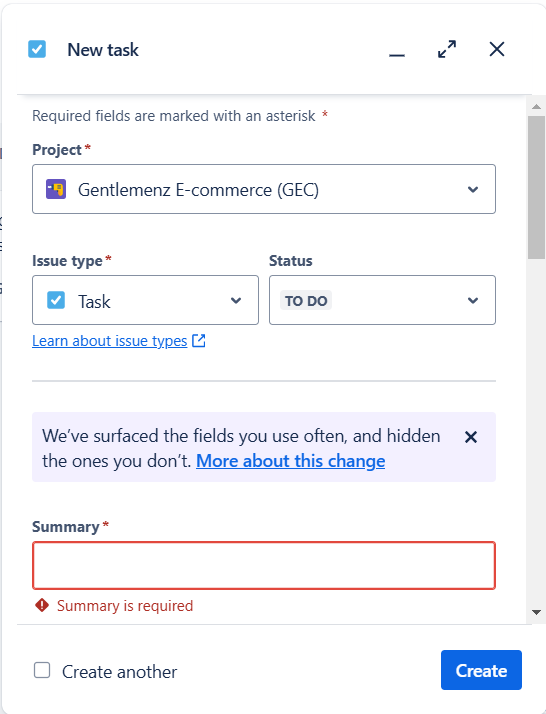 New task
Required fields are marked with an asterisk *
Project *
Gentlemenz E-commerce (GEC)
Issue type *
Status
Task
TO DO
Learn about issue types
We've surfaced the fields you use often, and hidden
the ones you don't. More about this change
Summary *
Summary is required
Create another
Create